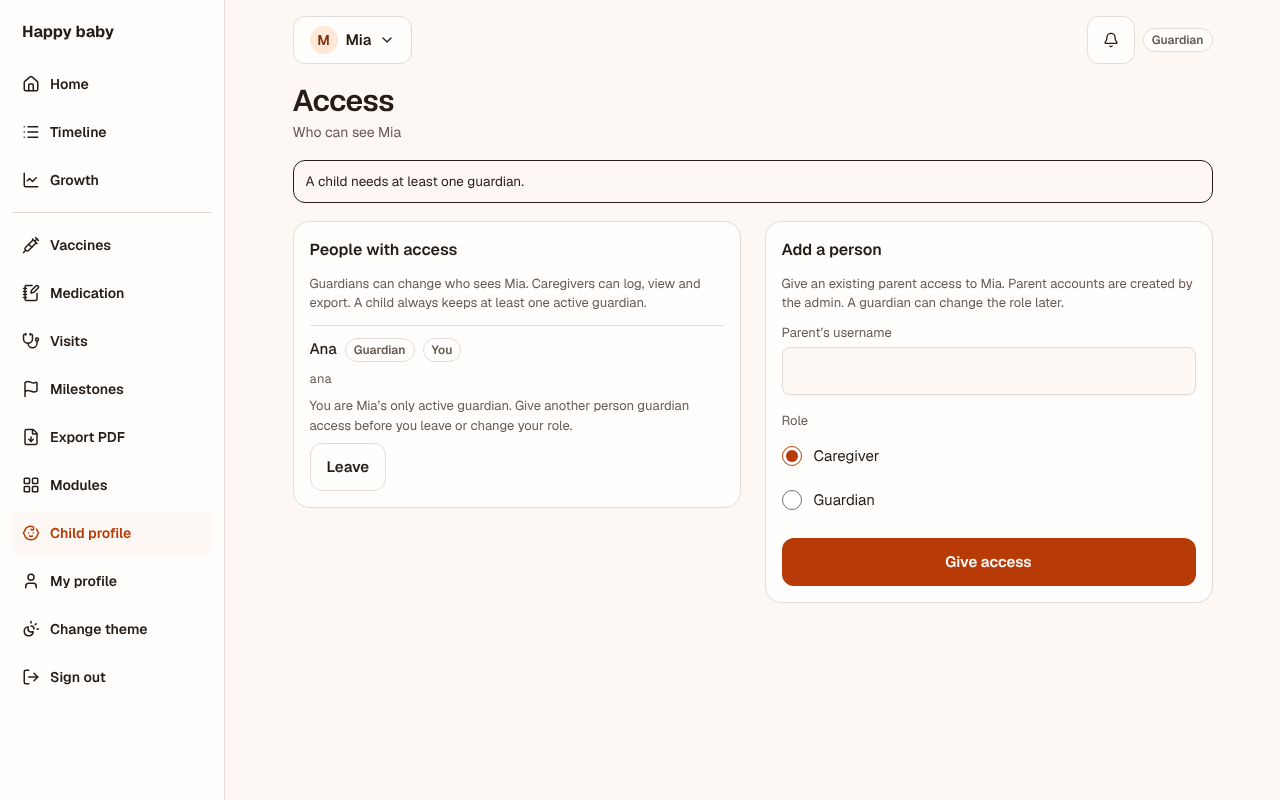 Happy baby
Home
Timeline
Growth
Vaccines
Medication
Visits
Milestones
Export PDF
Modules
Child profile
My profile
Change theme
Sign out
M Mia
Guardian
Access
Who can see Mia
A child needs at least one guardian.
People with access
Guardians can change who sees Mia. Caregivers can log, view and
export. A child always keeps at least one active guardian.
Ana Guardian You
ana
You are Mia’s only active guardian. Give another person guardian
access before you leave or change your role.
Leave
Add a person
Give an existing parent access to Mia. Parent accounts are created by
the admin. A guardian can change the role later.
Parent’s username
Role
Caregiver
Guardian
Give access